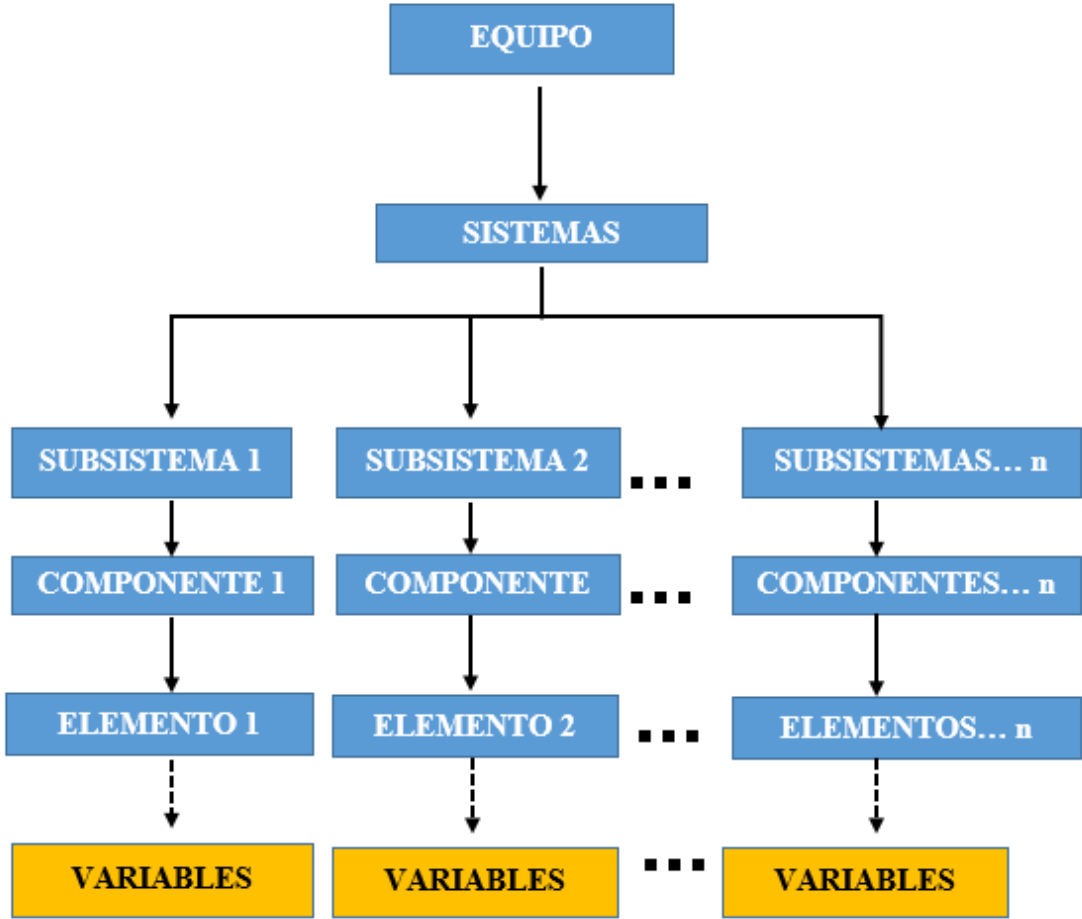 EQUIPO
SISTEMAS
SUBSISTEMA 1
SUBSISTEMA 2
SUBSISTEMAS... n
COMPONENTE 1
COMPONENTE
COMPONENTES... n
ELEMENTO 1
ELEMENTO 2
ELEMENTOS... n
VARIABLES
VARIABLES
VARIABLES